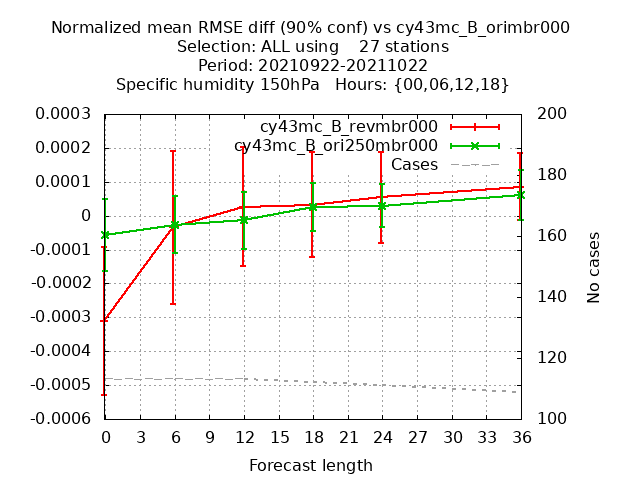 Normalized mean RMSE diff (90% conf) vs cy43mc_B_orimbr000
Selection: ALL using    27 stations
Period: 20210922-20211022
Specific humidity 150hPa   Hours: {00,06,12,18}
cy43mc_B_revmbr000
cy43mc_B_ori250mbr000
Cases
0.0003
0.0002
0.0001
0
-0.0001
-0.0002
-0.0003
-0.0004
-0.0005
-0.0006
200
180
160
140
120
100
No cases
0 3 6 9 12 15 18 21 24 27 30 33 36
Forecast length